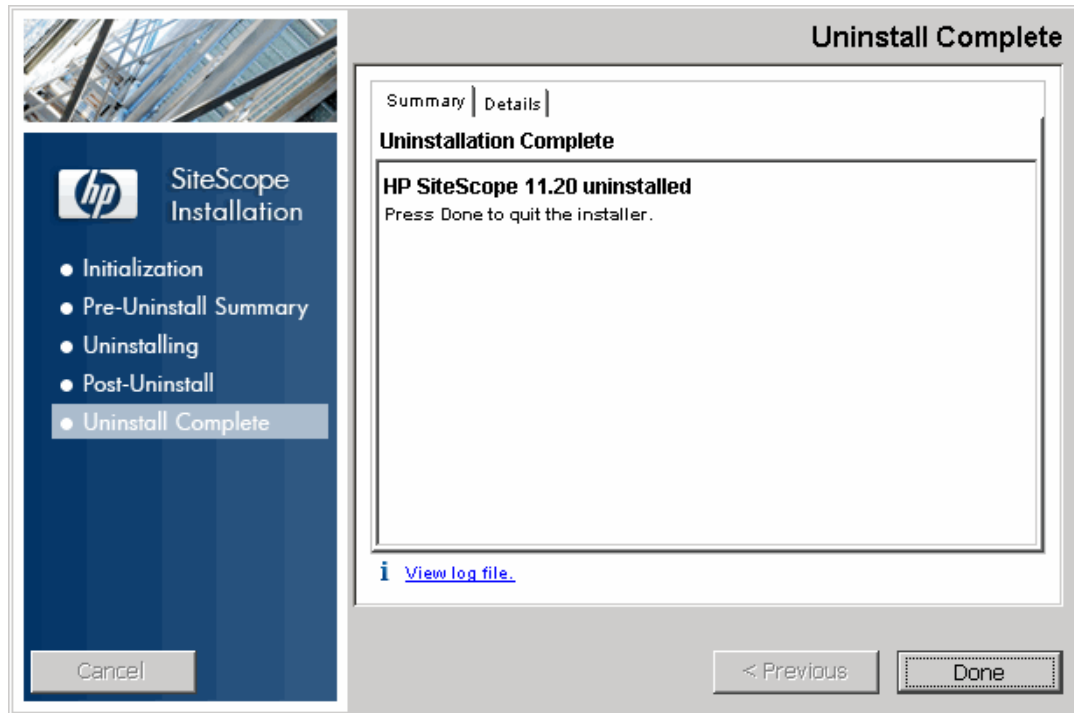 Uninstall Complete
hp
SiteScope
Installation
Initialization
Pre-Uninstall Summary
Uninstalling
Post-Uninstall
Uninstall Complete
Summary
Details
Uninstallation Complete
HP SiteScope 11.20 uninstalled
Press Done to quit the installer.
i View log file.
Cancel
< Previous
Done